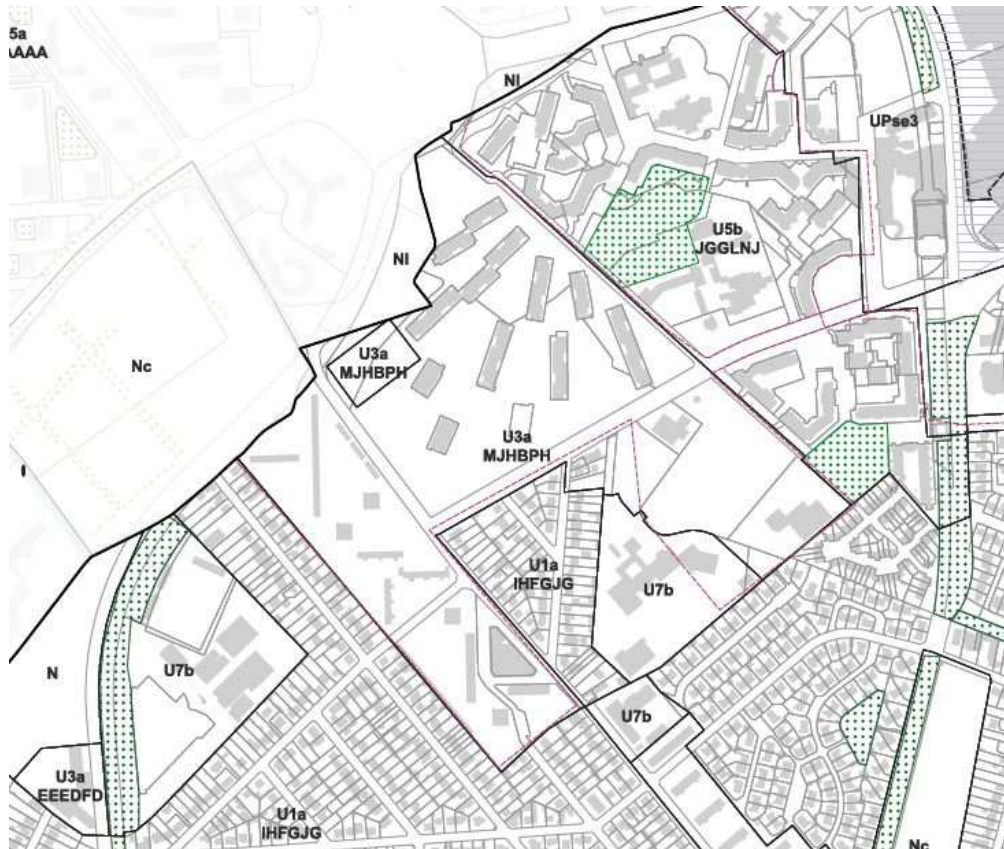 5a
AAAA
Nl
UPse3
U5b
JGGLNJ
Nl
U3a
MJHBPH
Nc
U3a
MJHBPH
U1a
IHFGJG
U7b
N
U7b
U7b
U3a
EEEDFD
U1a
IHFGJG
Nc